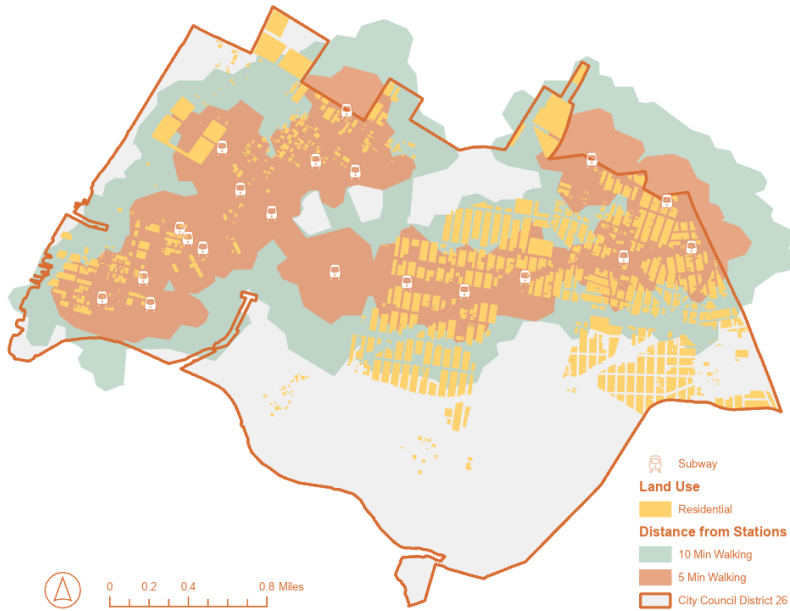 Subway
Land Use
Residential
Distance from Stations
10 Min Walking
5 Min Walking
City Council District 26
0 0.2 0.4 0.8 Miles